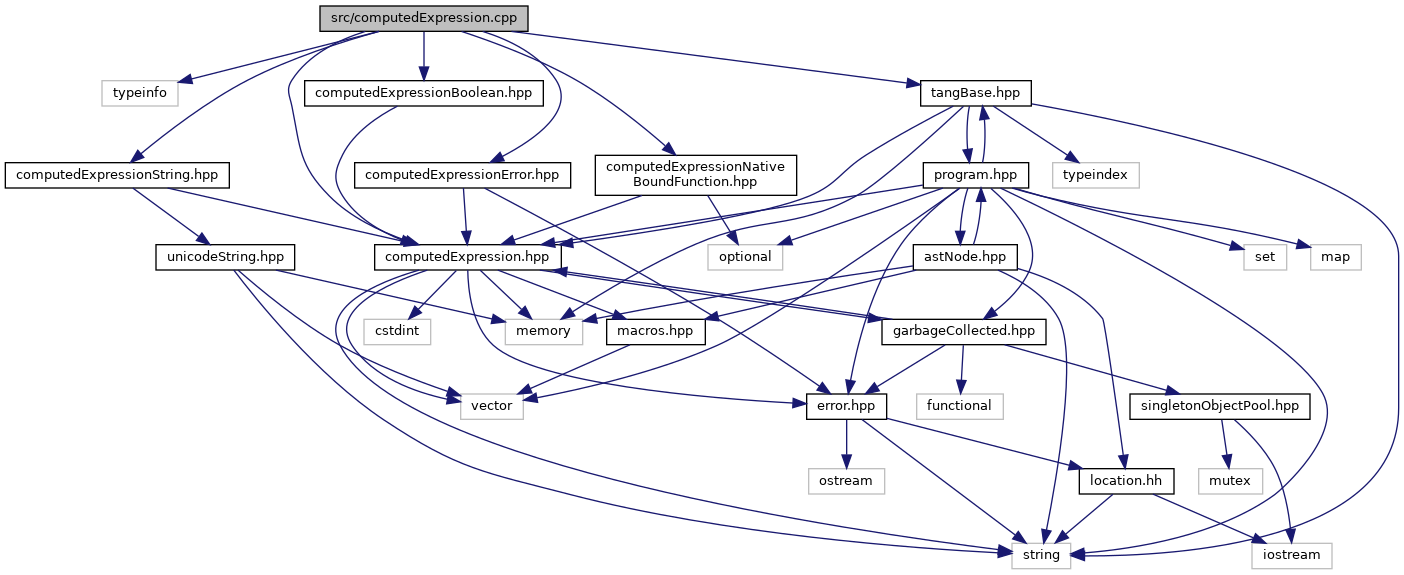 src/computedExpression.cpp
typeinfo
computedExpressionBoolean.hpp
tangBase.hpp
computedExpressionString.hpp
computedExpressionError.hpp
computedExpressionNative
BoundFunction.hpp
program.hpp
typeindex
unicodeString.hpp
computedExpression.hpp
optional
astNode.hpp
set
map
cstdint
memory
macros.hpp
garbageCollected.hpp
vector
error.hpp
functional
singletonObjectPool.hpp
ostream
location.hh
mutex
string
iostream